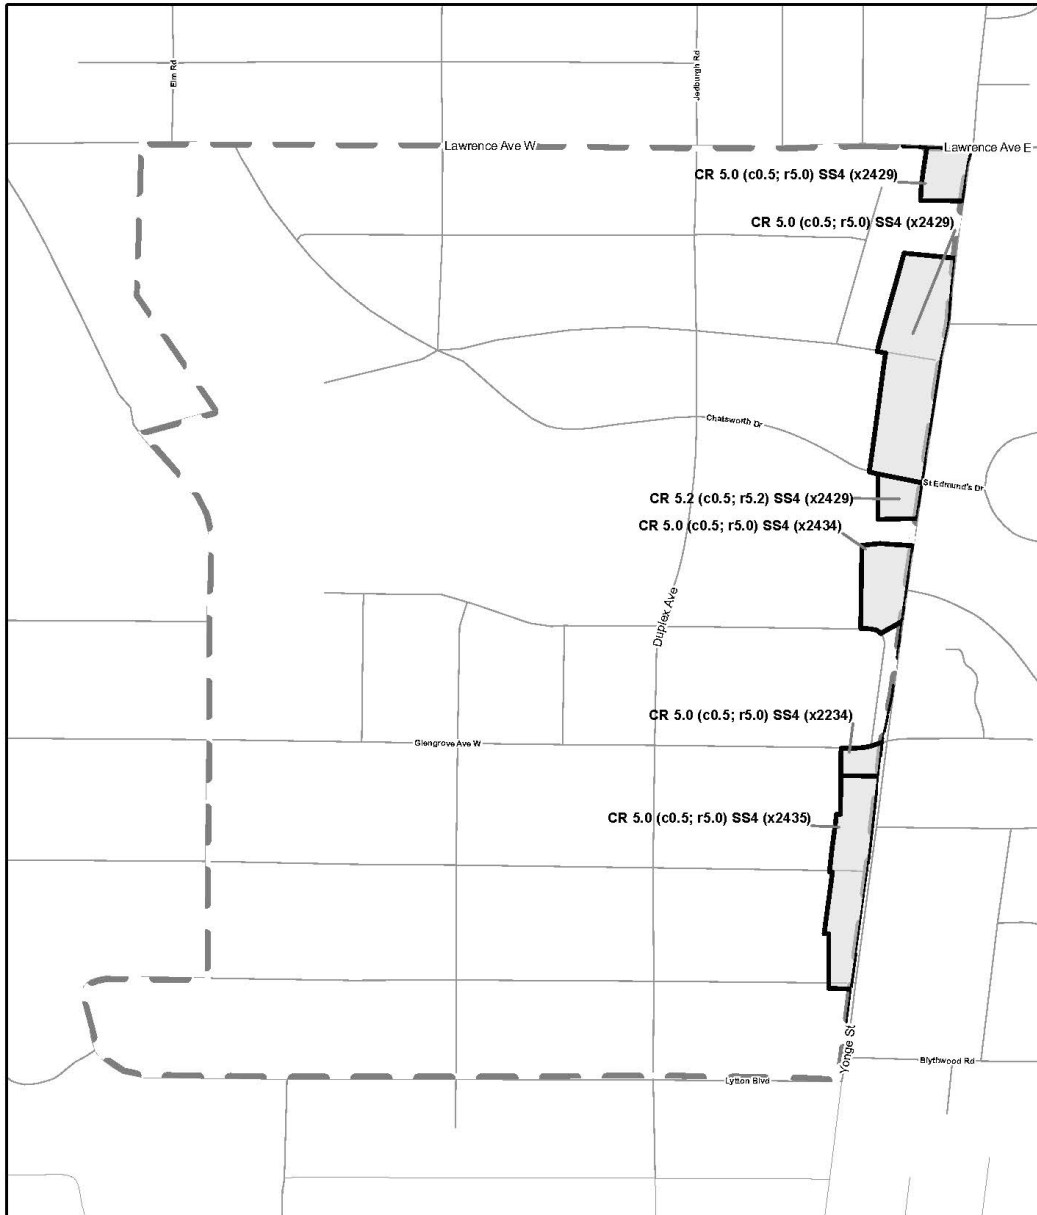 Elm Rd
Jedburgh Rd
Lawrence Ave W
Lawrence Ave E
CR 5.0 (c0.5; r5.0) SS4 (x2429)
CR 5.0 (c0.5; r5.0) SS4 (x2429)
Chatsworth Dr
St Edmund's Dr
CR 5.2 (c0.5; r5.2) SS4 (x2429)
CR 5.0 (c0.5; r5.0) SS4 (x2434)
Duplex Ave
CR 5.0 (c0.5; r5.0) SS4 (x2234)
Glengrove Ave W
CR 5.0 (c0.5; r5.0) SS4 (x2435)
Yonge St
Blythwood Rd
Lytton Blvd